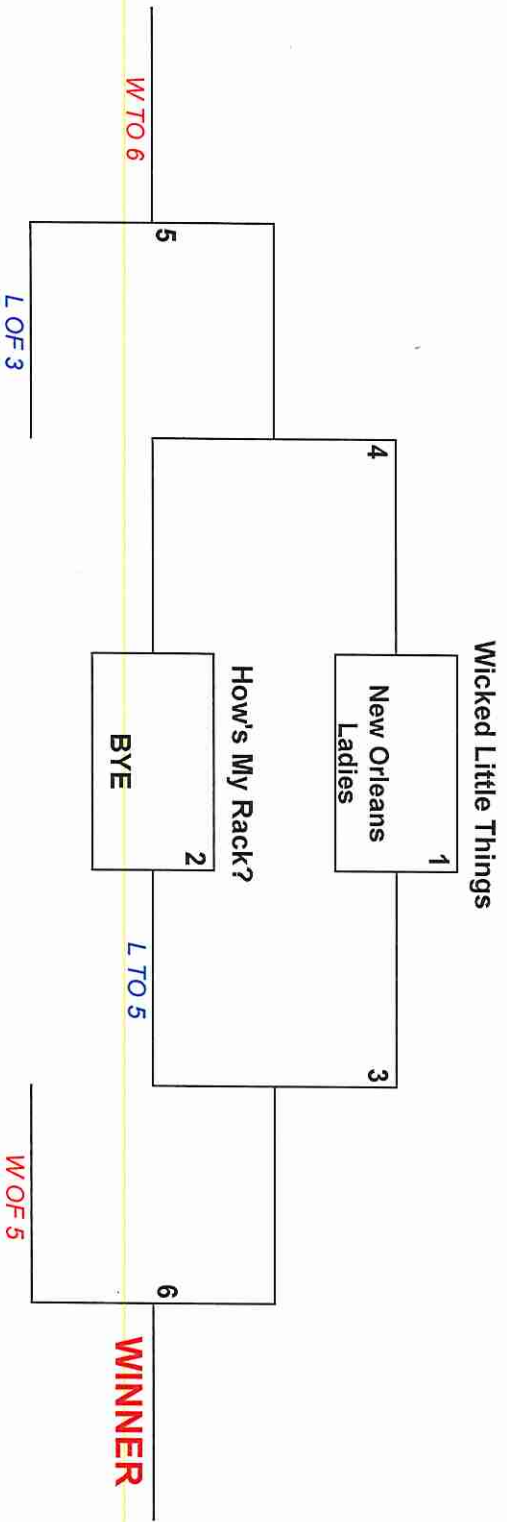 Wicked Little Things
1
New Orleans
Ladies
4
3
How's My Rack?
2
BYE
5
6
W TO 6
L TO 5
WINNER
L OF 3
W OF 5